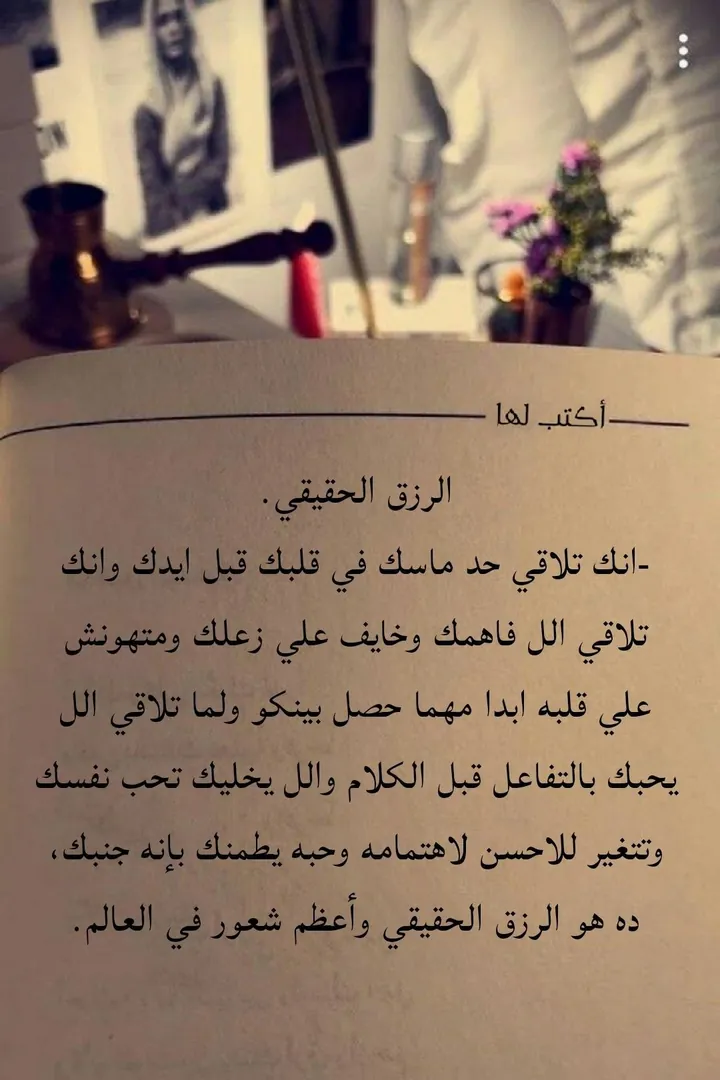 أكتب لها
الرزق الحقيقي.
-انك تلاقي حد ماسك في قلبك قبل ايدك وانك
تلاقي الل فاهمك وخايف علي زعلك ومتهونش
علي قلبه ابدا مهما حصل بينكو ولما تلاقي الل
يحبك بالتفاعل قبل الكلام والل يخليك تحب نفسك
وتتغير للاحسن لاهتمامه وحبه يطمنك بإنه جنبك،
ده هو الرزق الحقيقي وأعظم شعور في العالم.